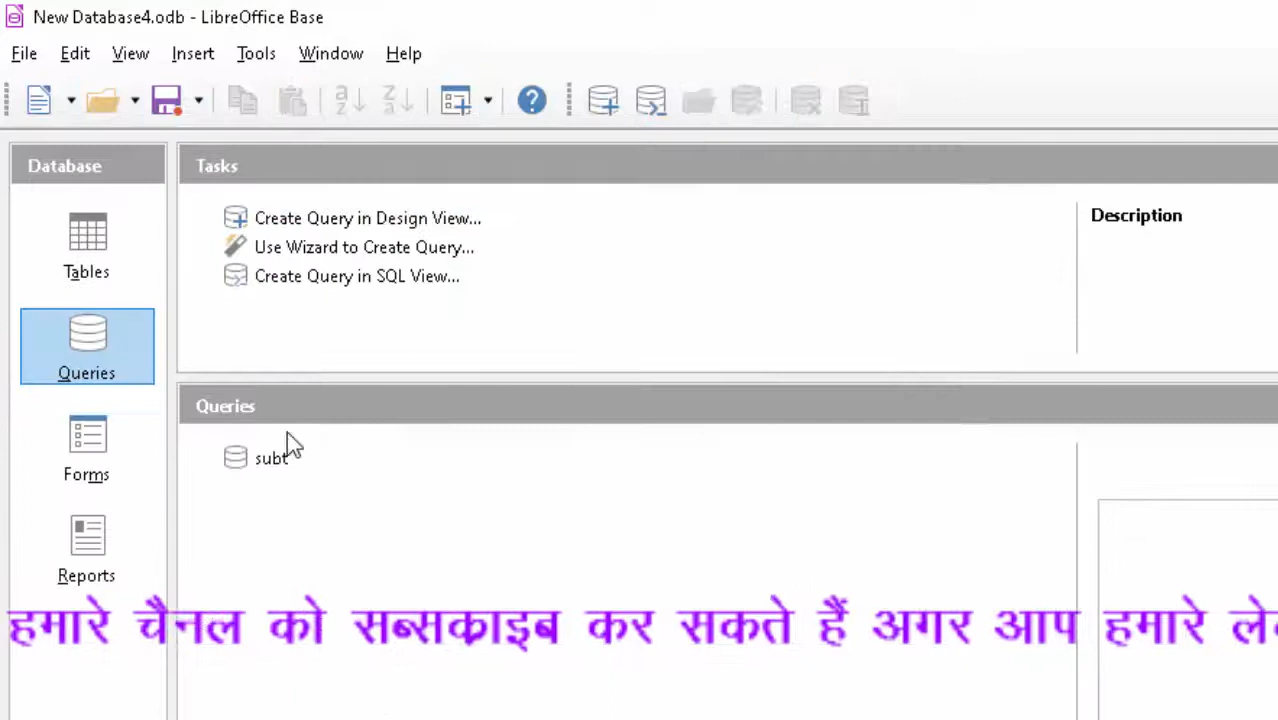 New Database4.odb - LibreOffice Base
File Edit View Insert Tools Window Help
Database
Tables
Queries
Forms
Reports
Tasks
Create Query in Design View...
Use Wizard to Create Query...
Create Query in SQL View...
Description
Queries
subt
हमारे चैनल को सब्सक्राइब कर सकते हैं अगर आप हमारे